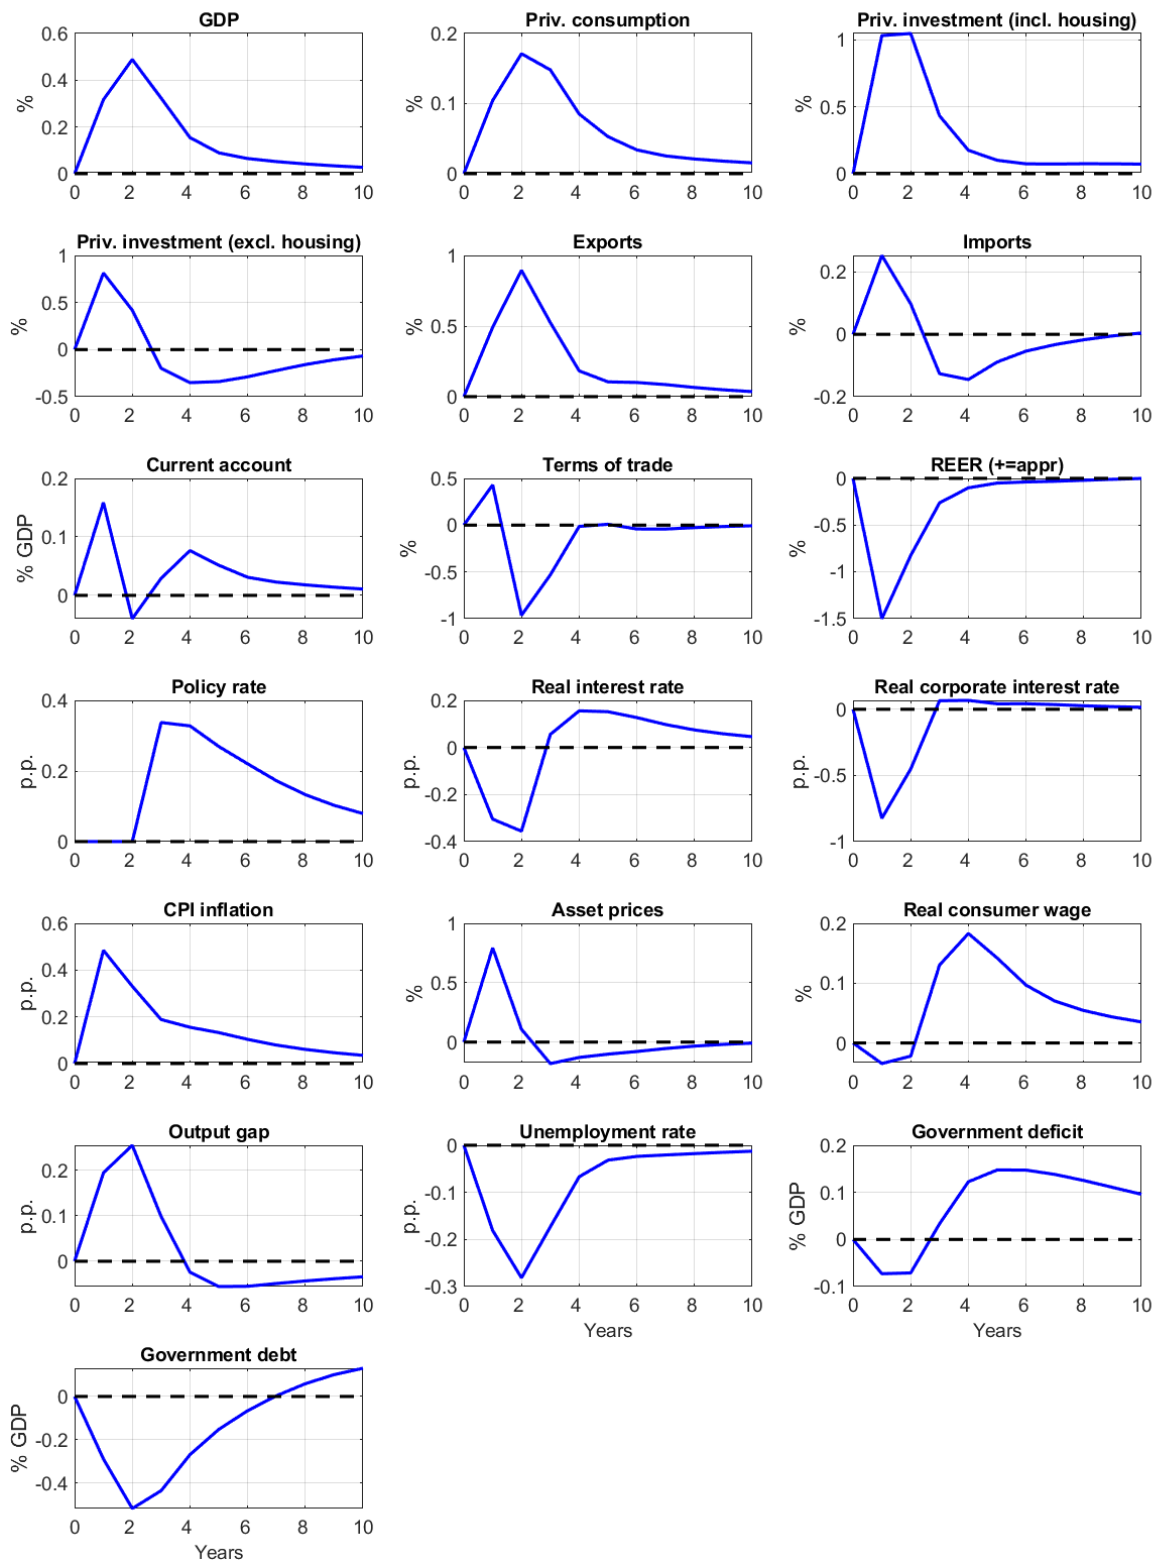 GDP
%
0.6
0.4
0.2
0
0 2 4 6 8 10
Priv. consumption
%
0.2
0.1
0
0 2 4 6 8 10
Priv. investment (incl. housing)
%
1
0.5
0
0 2 4 6 8 10
Priv. investment (excl. housing)
%
1
0.5
0
-0.5
0 2 4 6 8 10
Exports
%
1
0.5
0
0 2 4 6 8 10
Imports
%
0.2
0
-0.2
0 2 4 6 8 10
Current account
% GDP
0.2
0.1
0
0 2 4 6 8 10
Terms of trade
%
0.5
0
-0.5
-1
0 2 4 6 8 10
REER (+=appr)
%
0
-0.5
-1
-1.5
0 2 4 6 8 10
Policy rate
p.p.
0.4
0.2
0
0 2 4 6 8 10
Real interest rate
p.p.
0.2
0
-0.2
-0.4
0 2 4 6 8 10
Real corporate interest rate
p.p.
0
-0.5
-1
0 2 4 6 8 10
CPI inflation
p.p.
0.6
0.4
0.2
0
0 2 4 6 8 10
Asset prices
%
1
0.5
0
0 2 4 6 8 10
Real consumer wage
%
0.2
0.1
0
0 2 4 6 8 10
Output gap
p.p.
0.2
0.1
0
0 2 4 6 8 10
Unemployment rate
p.p.
0
-0.1
-0.2
-0.3
0 2 4 6 8 10
Years
Government deficit
% GDP
0.2
0.1
0
-0.1
0 2 4 6 8 10
Years
Government debt
% GDP
0
-0.2
-0.4
0 2 4 6 8 10
Years